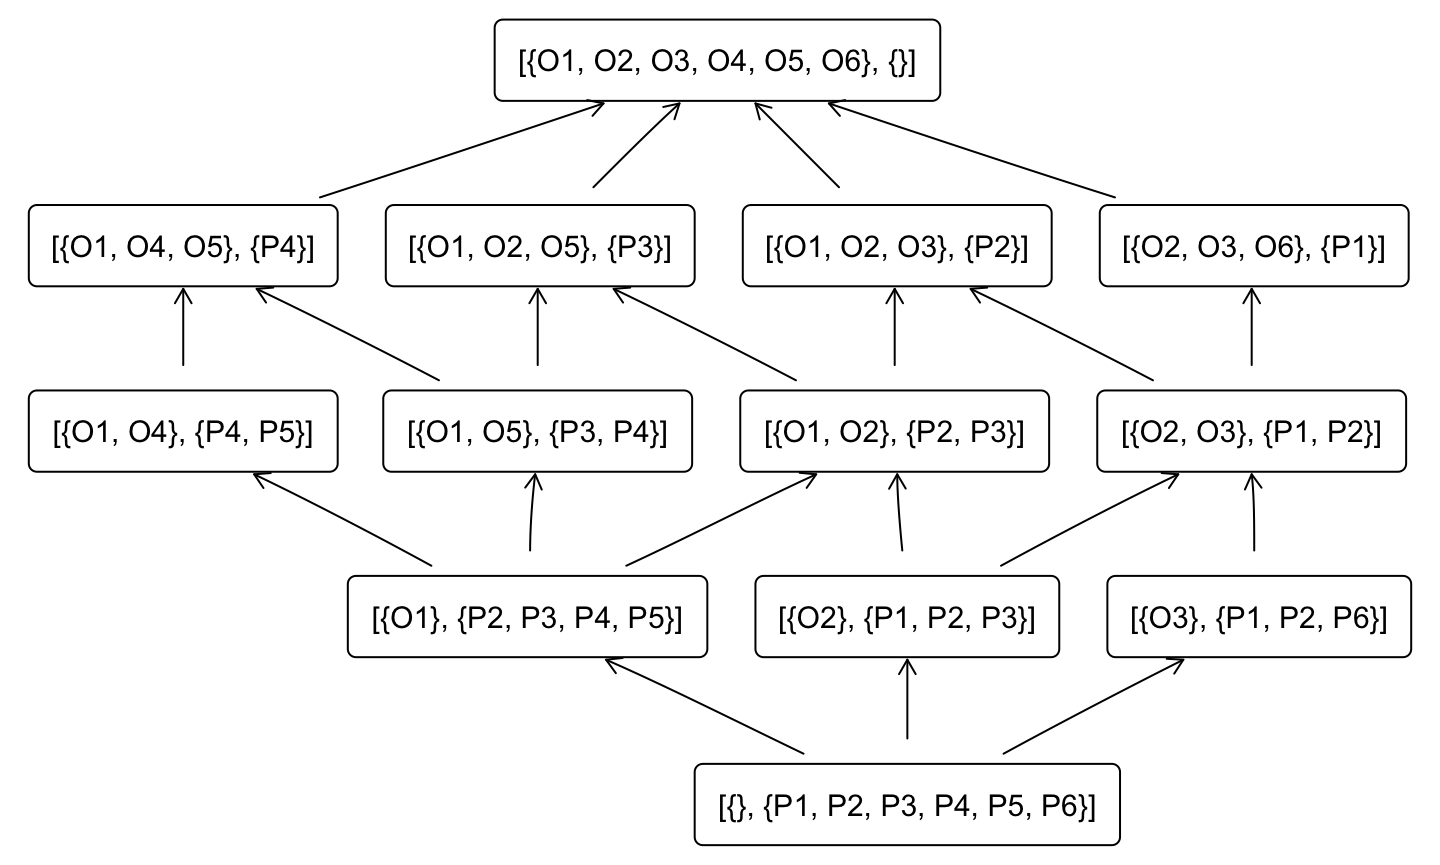 [{O1, O2, O3, O4, O5, O6}, {}]
[{O1, O4, O5}, {P4}]
[{O1, O2, O5}, {P3}]
[{O1, O2, O3}, {P2}]
[{O2, O3, O6}, {P1}]
[{O1, O4}, {P4, P5}]
[{O1, O5}, {P3, P4}]
[{O1, O2}, {P2, P3}]
[{O2, O3}, {P1, P2}]
[{O1}, {P2, P3, P4, P5}]
[{O2}, {P1, P2, P3}]
[{O3}, {P1, P2, P6}]
[{}, {P1, P2, P3, P4, P5, P6}]